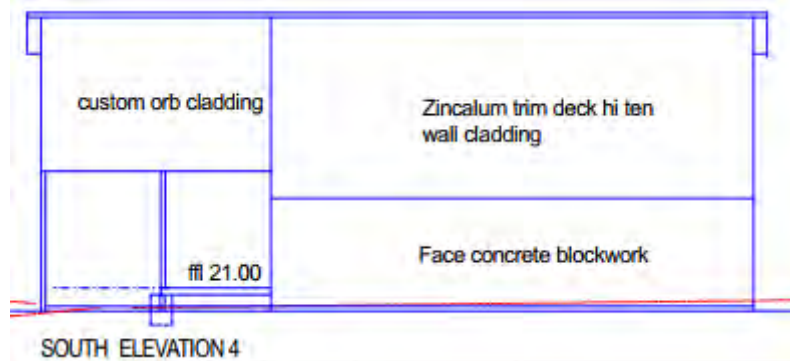 custom orb cladding
Zincalum trim deck hi ten
wall cladding
ffl 21.00
Face concrete blockwork
SOUTH ELEVATION 4